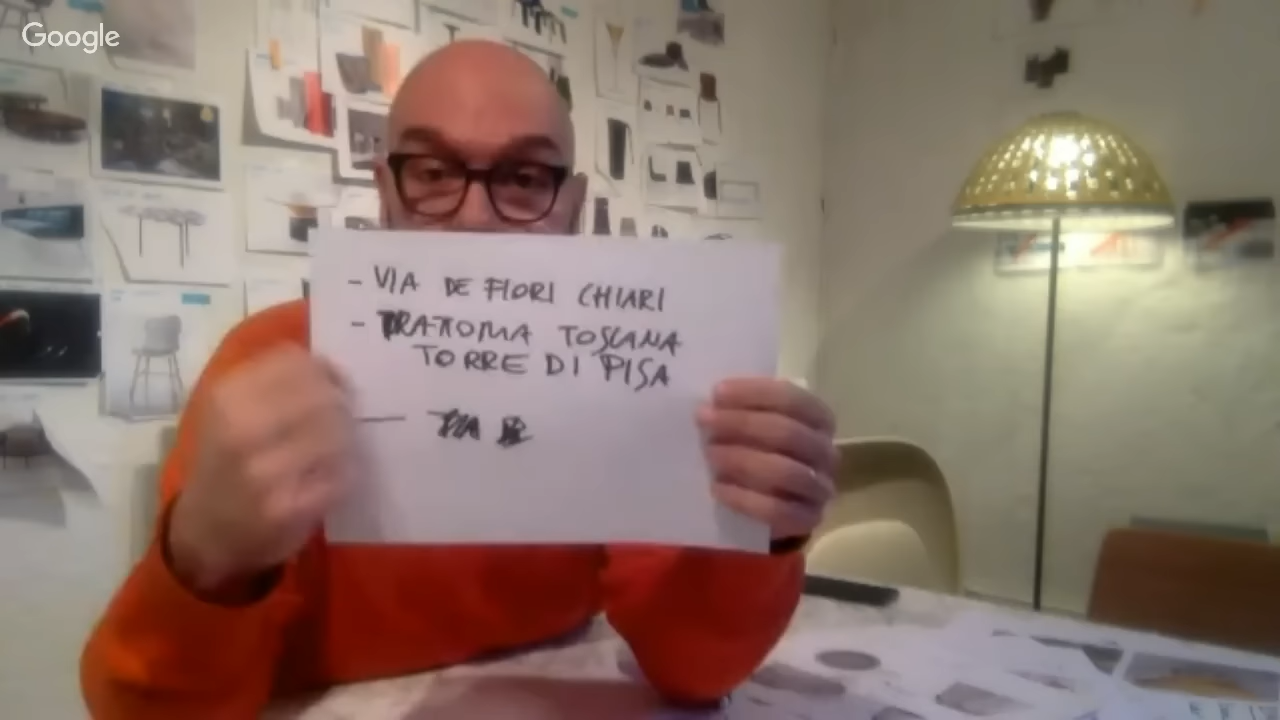 Google
- VIA DE FIORI CHIARI
- TRATTORIA TOSCANA
TORRE DI PISA